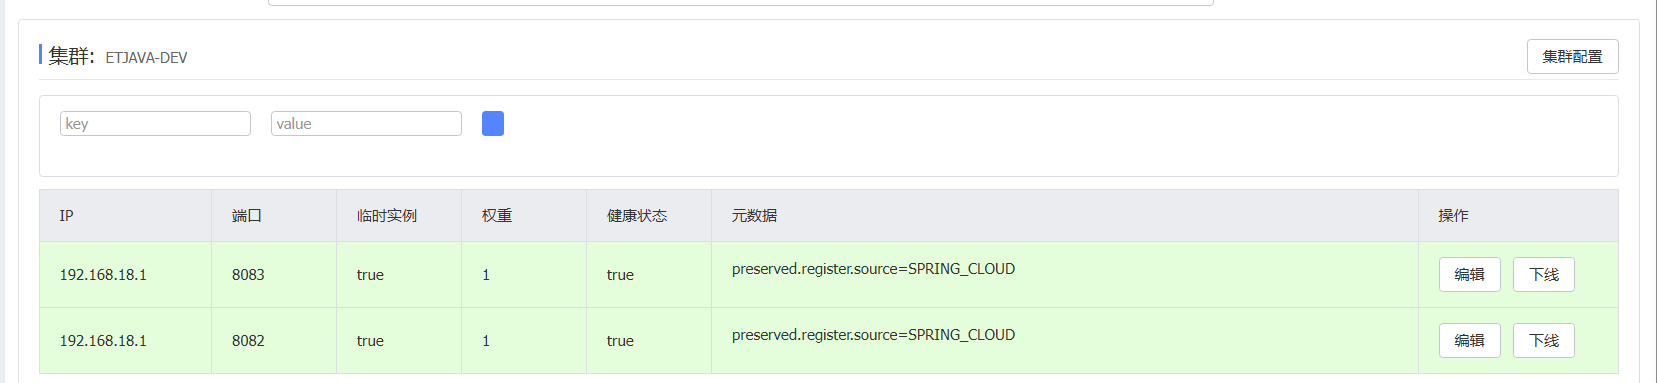 集群: ETJAVA-DEV 集群配置
key value
IP 端口 临时实例 权重 健康状态 元数据 操作
192.168.18.1 8083 true 1 true preserved.register.source=SPRING_CLOUD 编辑 下线
192.168.18.1 8082 true 1 true preserved.register.source=SPRING_CLOUD 编辑 下线